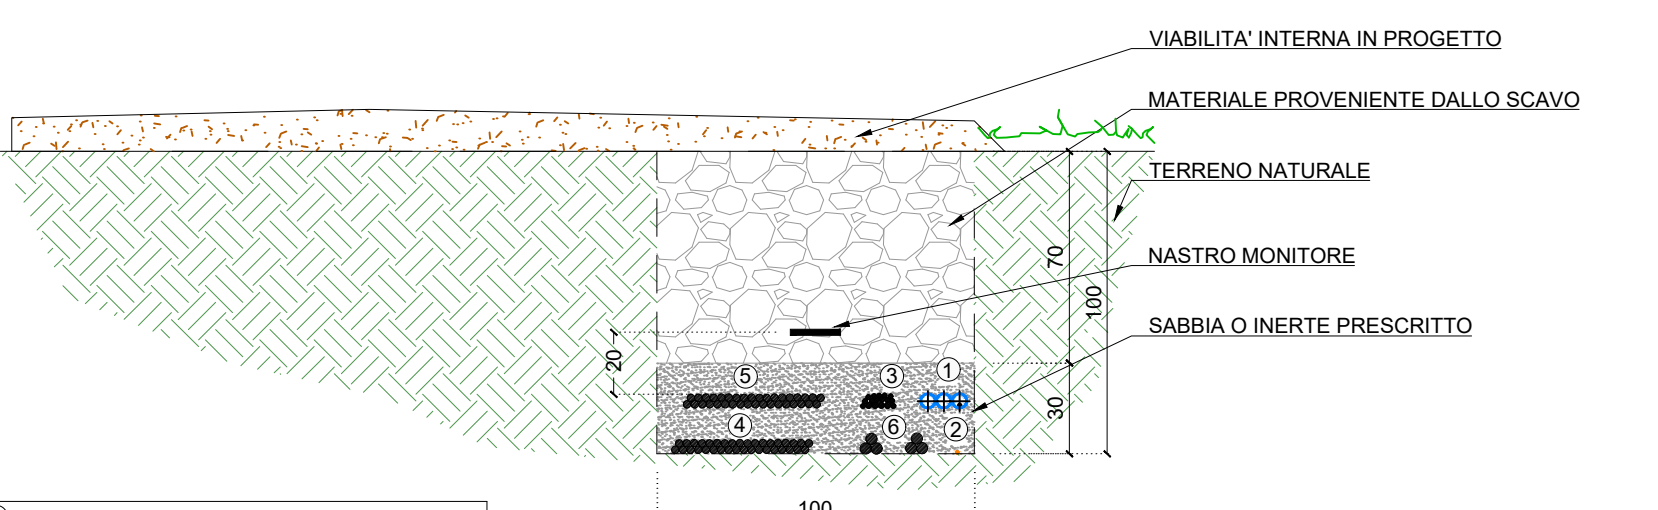 VIABILITA' INTERNA IN PROGETTO
MATERIALE PROVENIENTE DALLO SCAVO
TERRENO NATURALE
70
NASTRO MONITORE
100
SABBIA O INERTE PRESCRITTO
20
5
3
1
30
4
6
2
100